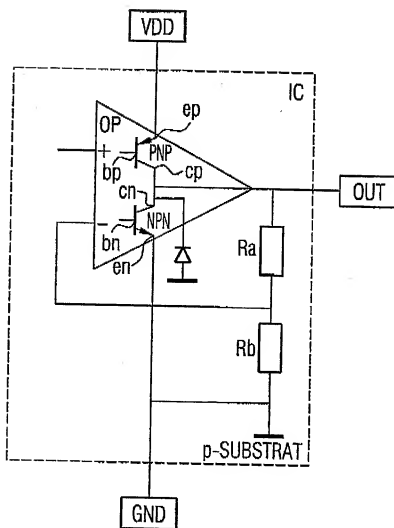 VDD
IC
ep
OP
+
PNP
bp
cp
cn
OUT
-
NPN
bn
Ra
en
Rb
p-SUBSTRAT
GND